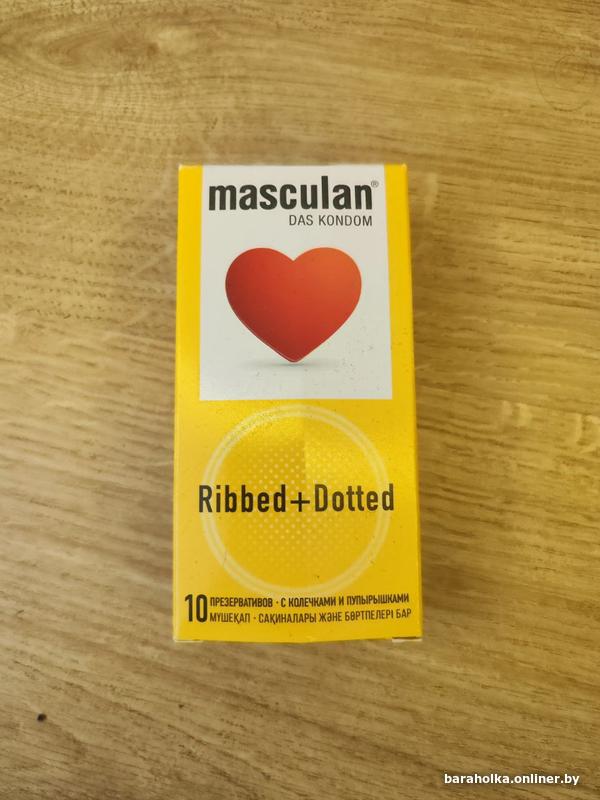 masculan®
DAS KONDOM
Ribbed+Dotted
10 ПРЕЗЕРВАТИВОВ · С КОЛЕЧКАМИ И ПУПЫРЫШКАМИ
МҮШЕҚАП · САҚИНАЛАРЫ ЖӘНЕ БӨРТПЕЛЕРІ БАР
baraholka.onliner.by